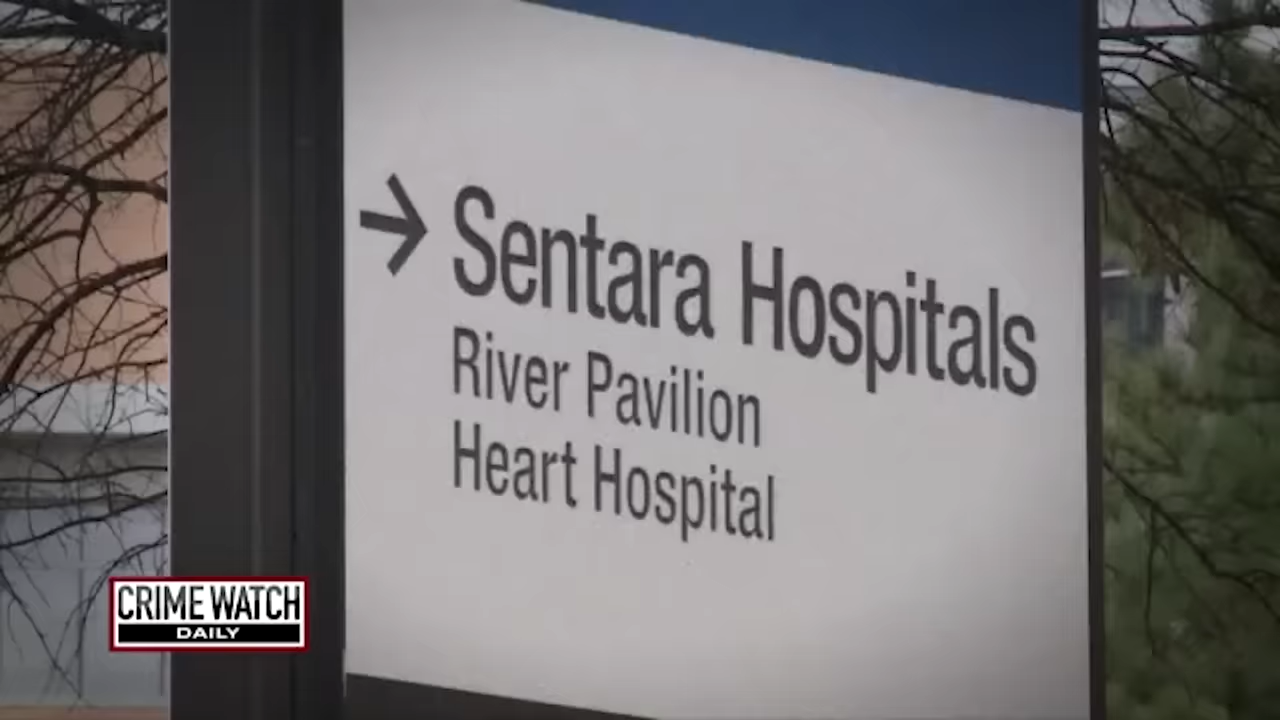 → Sentara Hospitals
River Pavilion
Heart Hospital
CRIME WATCH
DAILY